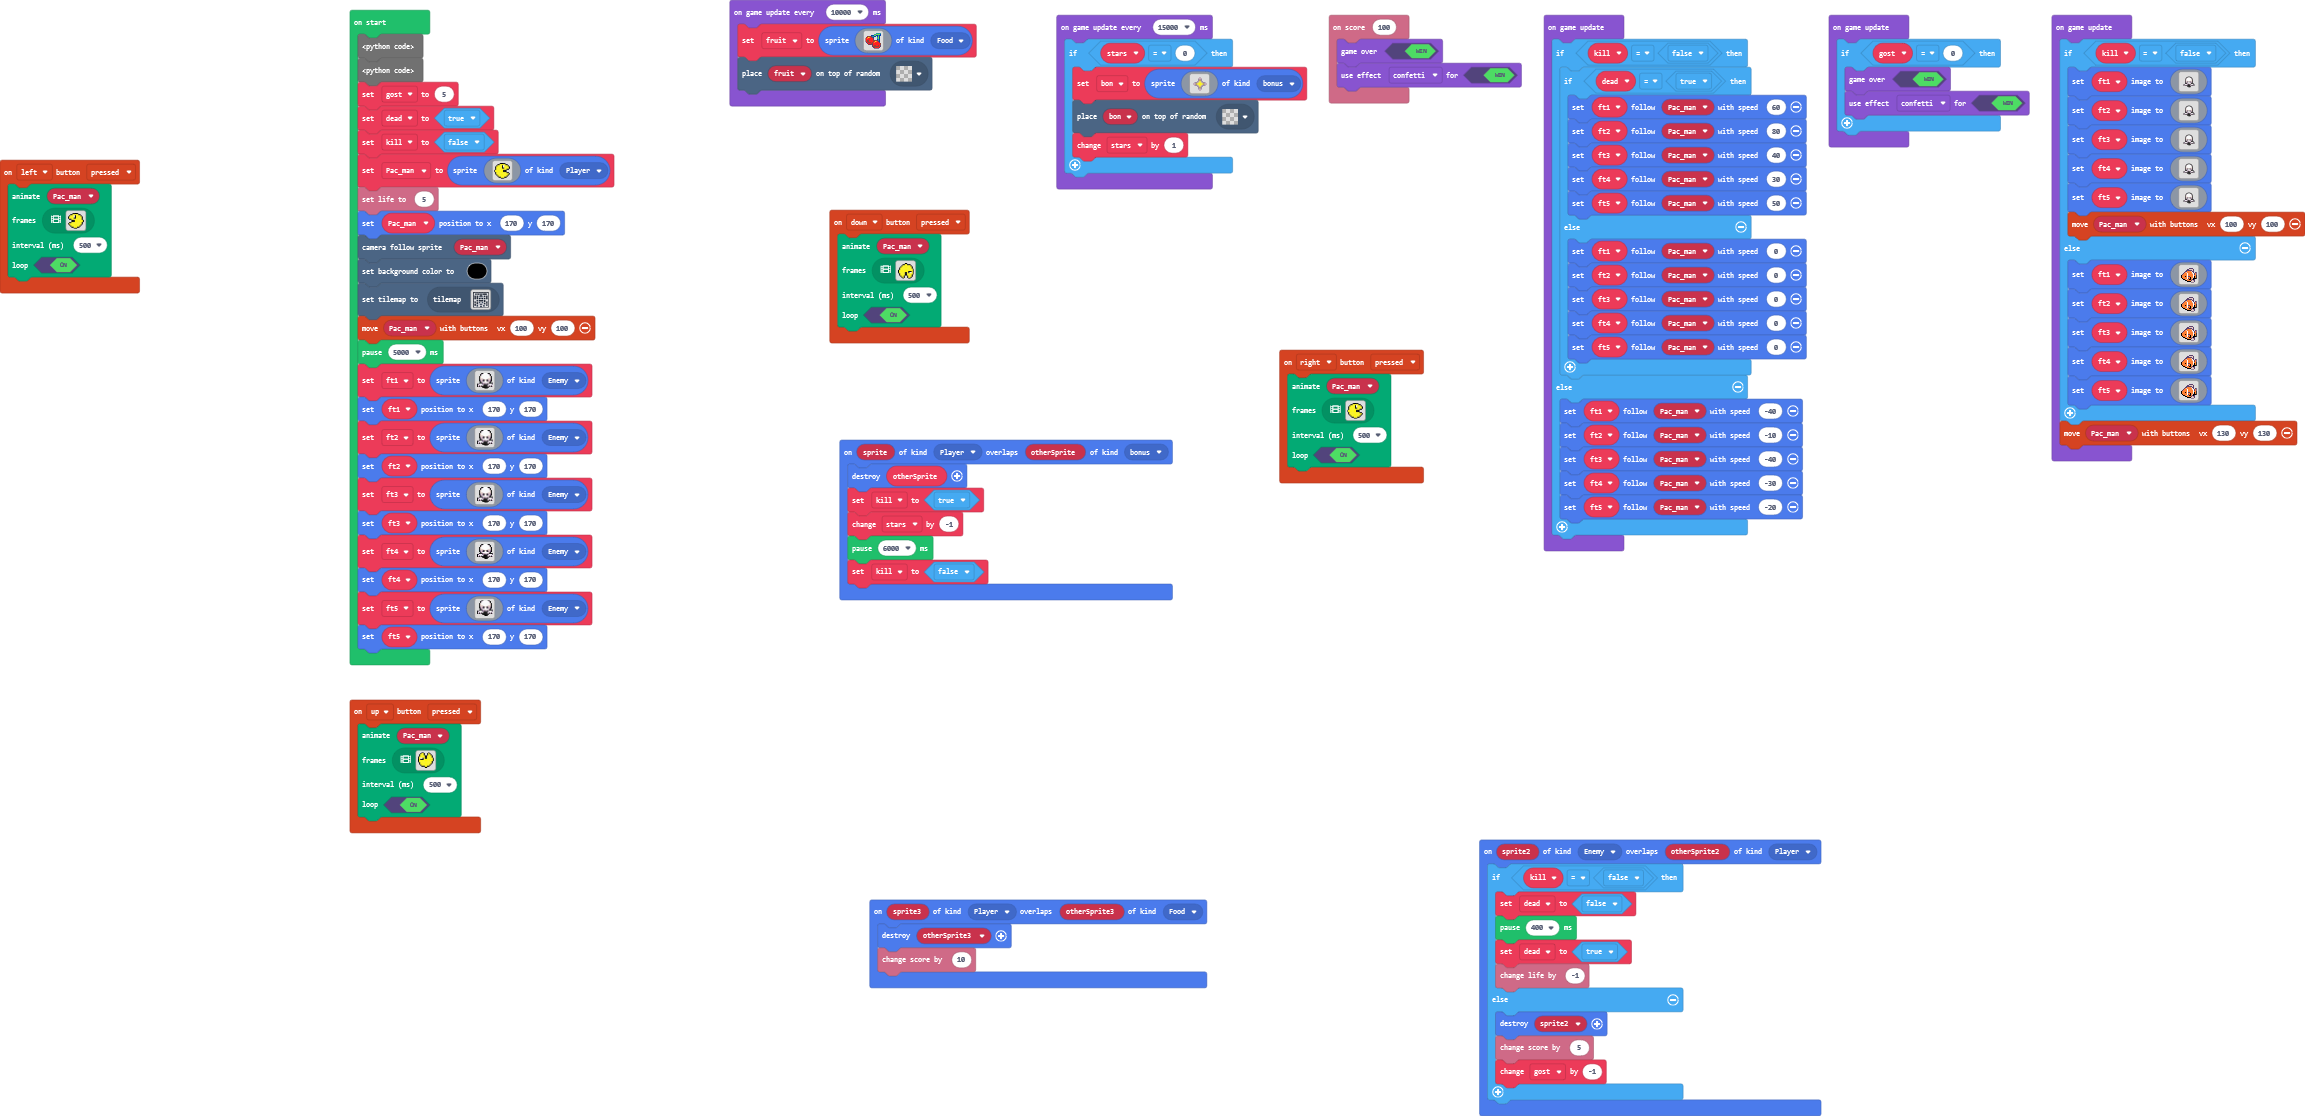 on left button pressed
animate Pac_man
frames
interval (ms) 500
loop ON
on start
<python code>
<python code>
set gost to 5
set dead to true
set kill to false
set Pac_man to sprite of kind Player
set life to 5
set Pac_man position to x 170 y 170
camera follow sprite Pac_man
set background color to
set tilemap to tilemap
move Pac_man with buttons vx 100 vy 100
pause 5000 ms
set ft1 to sprite of kind Enemy
set ft1 position to x 170 y 170
set ft2 to sprite of kind Enemy
set ft2 position to x 170 y 170
set ft3 to sprite of kind Enemy
set ft3 position to x 170 y 170
set ft4 to sprite of kind Enemy
set ft4 position to x 170 y 170
set ft5 to sprite of kind Enemy
set ft5 position to x 170 y 170
on up button pressed
animate Pac_man
frames
interval (ms) 500
loop ON
on game update every 10000 ms
set fruit to sprite of kind Food
place fruit on top of random
on down button pressed
animate Pac_man
frames
interval (ms) 500
loop ON
on sprite of kind Player overlaps otherSprite of kind bonus
destroy otherSprite
set kill to true
change stars by -1
pause 6000 ms
set kill to false
on sprite3 of kind Player overlaps otherSprite3 of kind Food
destroy otherSprite3
change score by 10
on game update every 15000 ms
if stars = 0 then
set bon to sprite of kind bonus
place bon on top of random
change stars by 1
on score 100
game over WIN
use effect confetti for WIN
on right button pressed
animate Pac_man
frames
interval (ms) 500
loop ON
on game update
if kill = false then
if dead = true then
set ft1 follow Pac_man with speed 60
set ft2 follow Pac_man with speed 80
set ft3 follow Pac_man with speed 40
set ft4 follow Pac_man with speed 30
set ft5 follow Pac_man with speed 50
else
set ft1 follow Pac_man with speed 0
set ft2 follow Pac_man with speed 0
set ft3 follow Pac_man with speed 0
set ft4 follow Pac_man with speed 0
set ft5 follow Pac_man with speed 0
else
set ft1 follow Pac_man with speed -40
set ft2 follow Pac_man with speed -10
set ft3 follow Pac_man with speed -40
set ft4 follow Pac_man with speed -30
set ft5 follow Pac_man with speed -20
on sprite2 of kind Enemy overlaps otherSprite2 of kind Player
if kill = false then
set dead to false
pause 400 ms
set dead to true
change life by -1
else
destroy sprite2
change score by 5
change gost by -1
on game update
if gost = 0 then
game over WIN
use effect confetti for WIN
on game update
if kill = false then
set ft1 image to
set ft2 image to
set ft3 image to
set ft4 image to
set ft5 image to
move Pac_man with buttons vx 100 vy 100
else
set ft1 image to
set ft2 image to
set ft3 image to
set ft4 image to
set ft5 image to
move Pac_man with buttons vx 130 vy 130